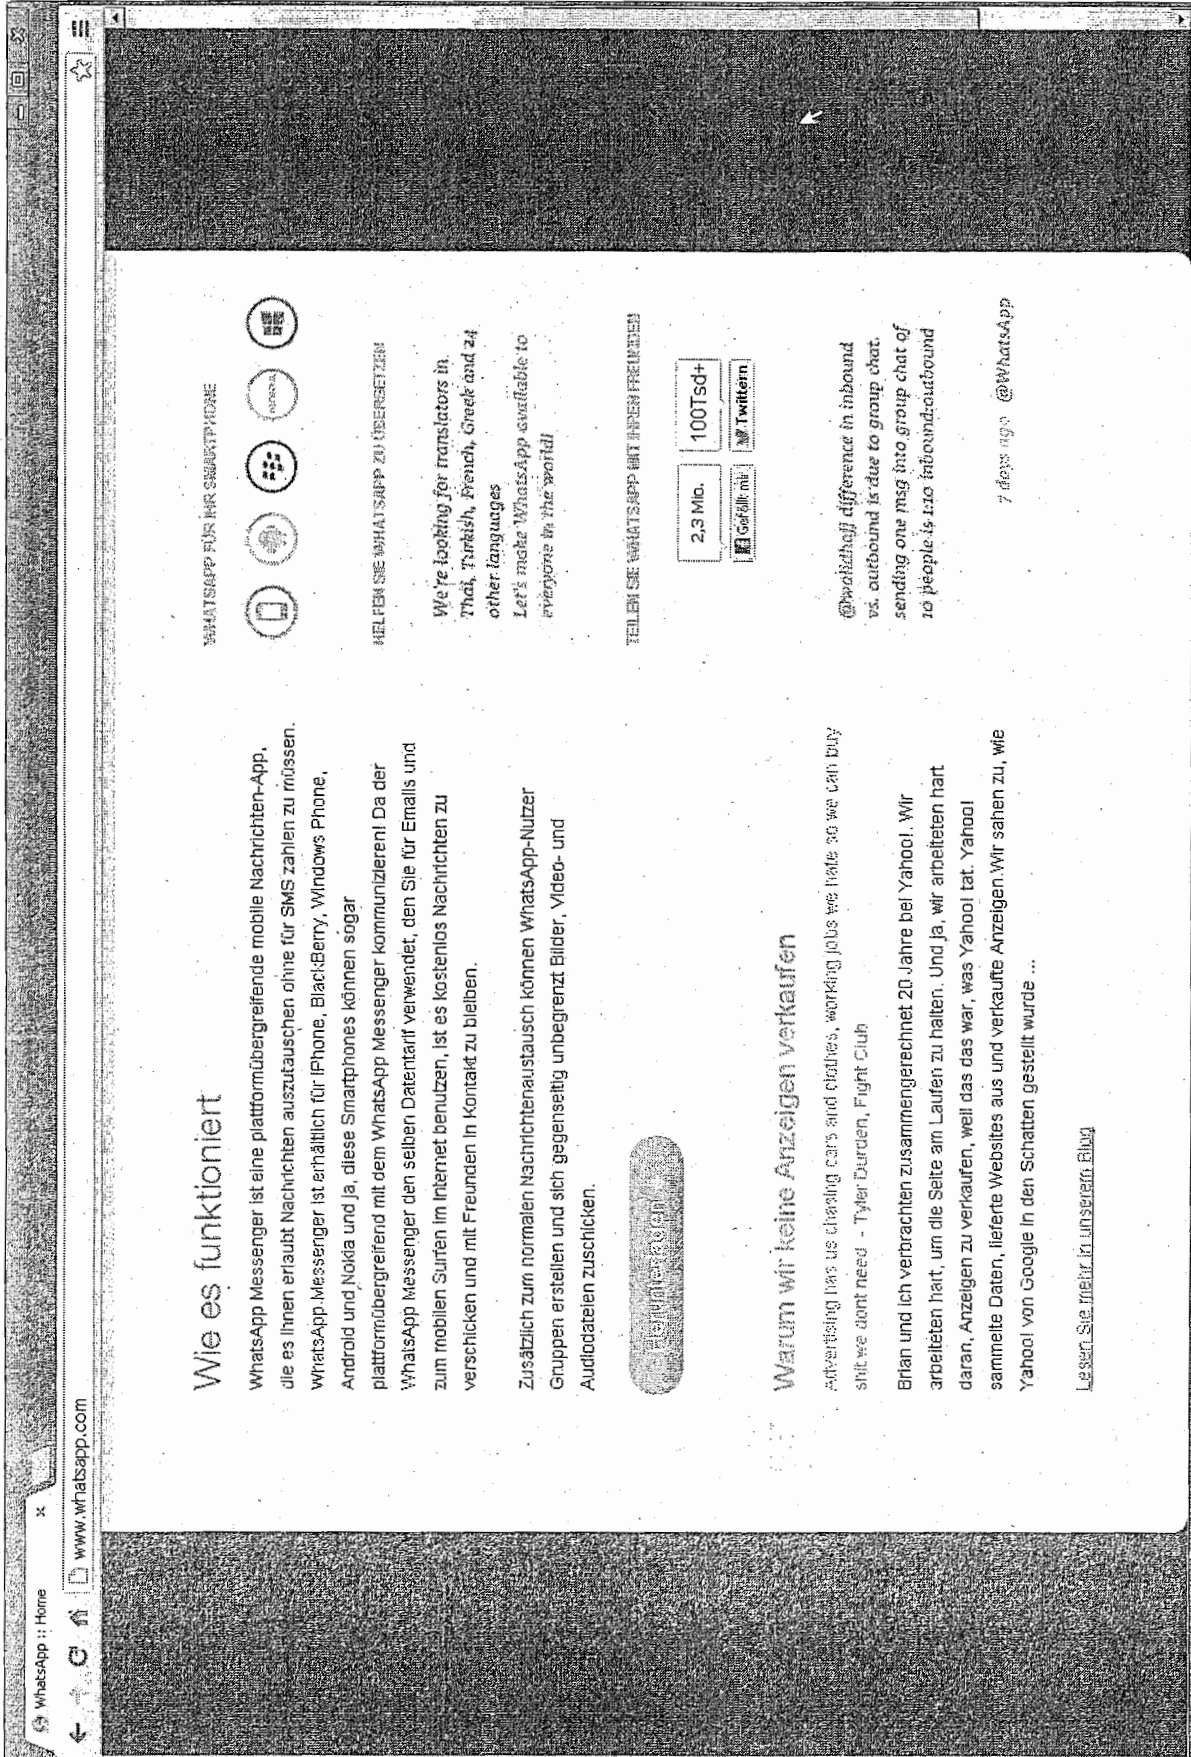 WhatsApp :: Home
www.whatsapp.com
Wie es funktioniert
WhatsApp Messenger ist eine plattformübergreifende mobile Nachrichten-App,
die es Ihnen erlaubt Nachrichten auszutauschen ohne für SMS zahlen zu müssen.
WhatsApp Messenger ist erhältlich für iPhone, BlackBerry, Windows Phone,
Android und Nokia und ja, diese Smartphones können sogar
plattformübergreifend mit dem WhatsApp Messenger kommunizieren! Da der
WhatsApp Messenger den selben Datentarif verwendet, den Sie für Emails und
zum mobilen Surfen im Internet benutzen, ist es kostenlos Nachrichten zu
verschicken und mit Freunden in Kontakt zu bleiben.
Zusätzlich zum normalen Nachrichtenaustausch können WhatsApp-Nutzer
Gruppen erstellen und sich gegenseitig unbegrenzt Bilder, Video- und
Audiodateien zuschicken.
Warum wir keine Anzeigen verkaufen
Advertising has us chasing cars and clothes, working jobs we hate so we can buy
shit we dont need - Tyler Durden, Fight Club
Brian und ich verbrachten zusammengerechnet 20 Jahre bei Yahoo!. Wir
arbeiteten hart, um die Seite am Laufen zu halten. Und ja, wir arbeiteten hart
daran, Anzeigen zu verkaufen, weil das das war, was Yahoo! tat. Yahoo!
sammelte Daten, lieferte Websites aus und verkaufte Anzeigen.Wir sahen zu, wie
Yahoo! von Google in den Schatten gestellt wurde ...
Lesen Sie mehr in unserem Blog
WHATSAPP FÜR IHR SMARTPHONE
HELFEN SIE WHATSAPP ZU ÜBERSETZEN
We're looking for translators in
Thai, Turkish, French, Greek and 24
other languages
Let's make WhatsApp available to
everyone in the world!
TEILEN SIE WHATSAPP MIT IHREN FREUNDEN
2,3 Mio. 100Tsd+
Gefällt mir Twittern
@walidhajj difference in inbound
vs. outbound is due to group chat.
sending one msg into group chat of
10 people is 1:10 inbound:outbound
7 days ago @WhatsApp